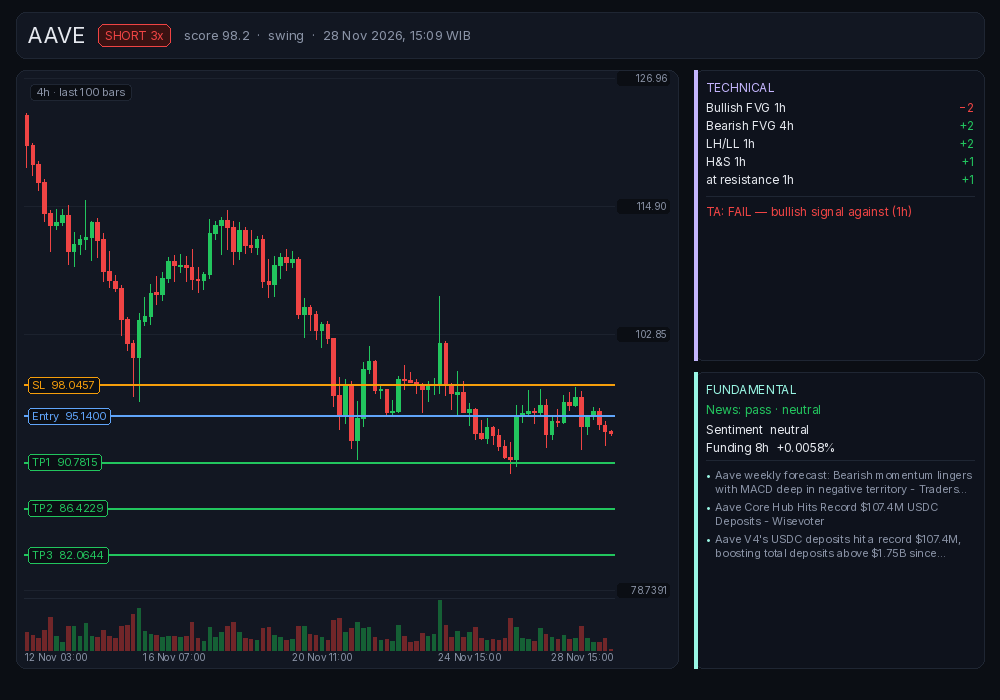 AAVE
SHORT 3x
score 98.2 · swing · 28 Nov 2026, 15:09 WIB
4h · last 100 bars
126.96
114.90
102.85
78.7391
SL 98.0457
Entry 95.1400
TP1 90.7815
TP2 86.4229
TP3 82.0644
12 Nov 03:00
16 Nov 07:00
20 Nov 11:00
24 Nov 15:00
28 Nov 15:00
TECHNICAL
Bullish FVG 1h −2
Bearish FVG 4h +2
LH/LL 1h +2
H&S 1h +1
at resistance 1h +1
TA: FAIL — bullish signal against (1h)
FUNDAMENTAL
News: pass · neutral
Sentiment neutral
Funding 8h +0.0058%
• Aave weekly forecast: Bearish momentum lingers
with MACD deep in negative territory - Traders...
• Aave Core Hub Hits Record $107.4M USDC
Deposits - Wisevoter
• Aave V4's USDC deposits hit a record $107.4M,
boosting total deposits above $1.75B since...